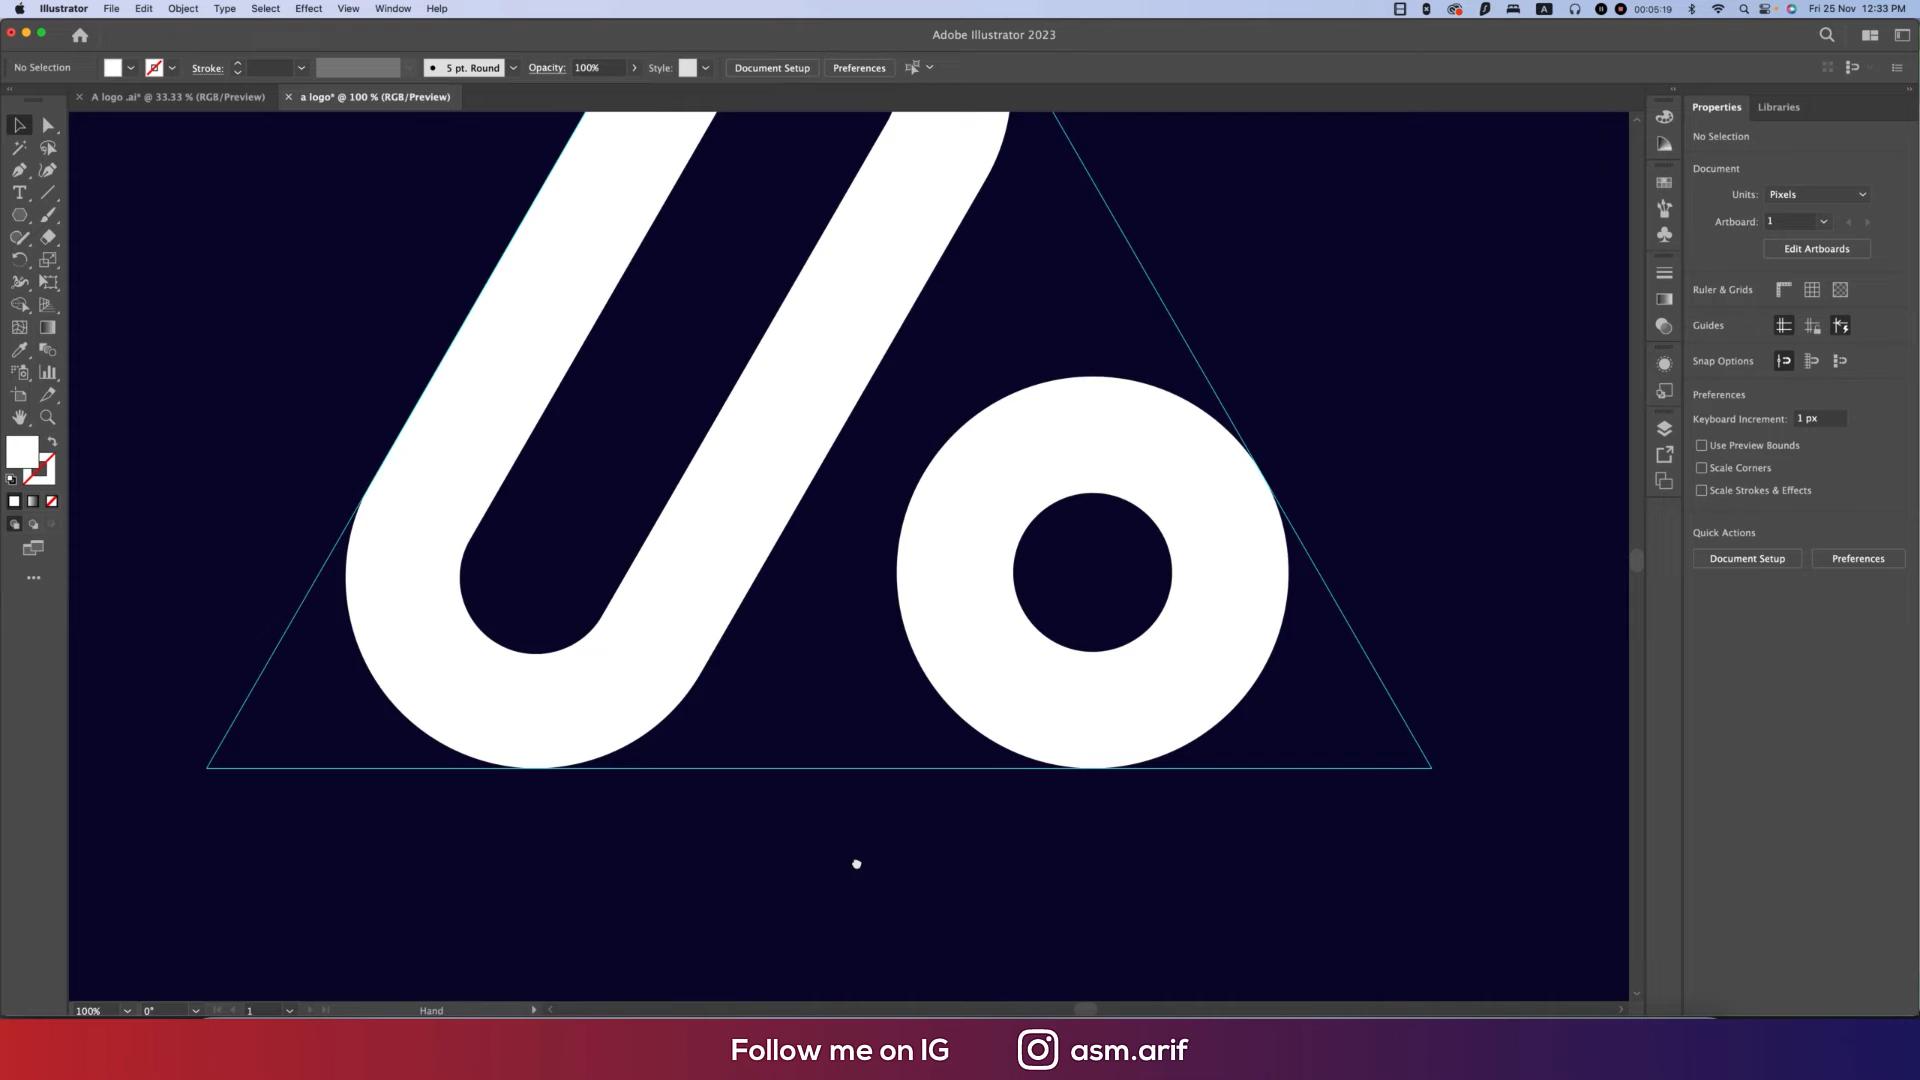 Illustrator File Edit Object Type Select Effect View Window Help
A 00:05:19 Fri 25 Nov 12:33 PM
Adobe Illustrator 2023
No Selection Stroke: 5 pt. Round Opacity: 100% Style: Document Setup Preferences
A logo .ai* @ 33.33 % (RGB/Preview) a logo* @ 100 % (RGB/Preview)
Properties Libraries
No Selection
Document
Units: Pixels
Artboard: 1
Edit Artboards
Ruler & Grids
Guides
Snap Options
Preferences
Keyboard Increment: 1 px
Use Preview Bounds
Scale Corners
Scale Strokes & Effects
Quick Actions
Document Setup Preferences
100% 0° 1 Hand
Follow me on IG asm.arif